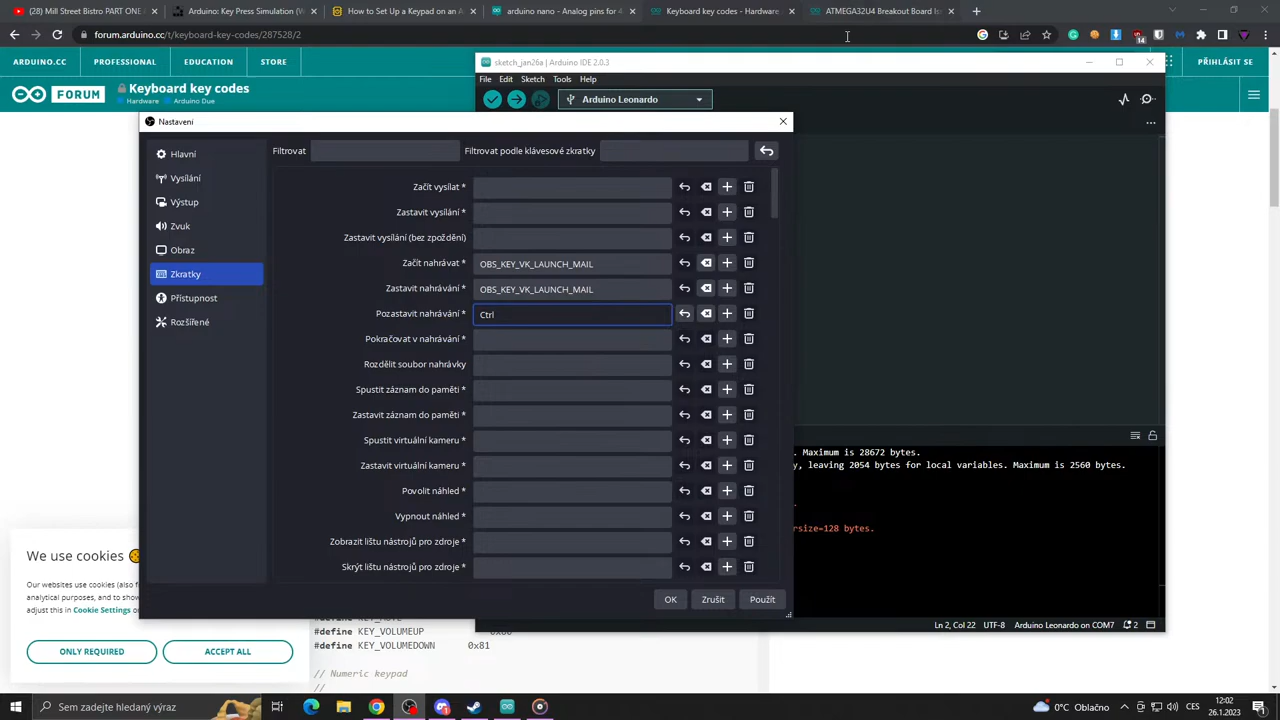 (28) Mill Street Bistro PART ONE
Arduino: Key Press Simulation (W
How to Set Up a Keypad on an A
arduino nano - Analog pins for 4
Keyboard key codes - Hardware
ATMEGA32U4 Breakout Board Is
forum.arduino.cc/t/keyboard-key-codes/287528/2
14
ARDUINO.CC
PROFESSIONAL
EDUCATION
STORE
PŘIHLÁSIT SE
FORUM
Keyboard key codes
Hardware
Arduino Due
sketch_jan26a | Arduino IDE 2.0.3
File
Edit
Sketch
Tools
Help
Arduino Leonardo
Nastavení
Hlavní
Vysílání
Výstup
Zvuk
Obraz
Zkratky
Přístupnost
Rozšířené
Filtrovat
Filtrovat podle klávesové zkratky
Začít vysílat *
Zastavit vysílání *
Zastavit vysílání (bez zpoždění)
Začít nahrávat *
OBS_KEY_VK_LAUNCH_MAIL
Zastavit nahrávání *
OBS_KEY_VK_LAUNCH_MAIL
Pozastavit nahrávání *
Ctrl
Pokračovat v nahrávání *
Rozdělit soubor nahrávky
Spustit záznam do paměti *
Zastavit záznam do paměti *
Spustit virtuální kameru *
Zastavit virtuální kameru *
Povolit náhled *
Vypnout náhled *
Zobrazit lištu nástrojů pro zdroje *
Skrýt lištu nástrojů pro zdroje *
OK
Zrušit
Použít
. Maximum is 28672 bytes.
y, leaving 2054 bytes for local variables. Maximum is 2560 bytes.
.
rsize=128 bytes.
Ln 2, Col 22
UTF-8
Arduino Leonardo on COM7
2
We use cookies
Our websites use cookies (also
analytical purposes, and to show
adjust this in Cookie Settings or
ONLY REQUIRED
ACCEPT ALL
#define KEY_VOLUMEUP
#define KEY_VOLUMEDOWN 0x81
// Numeric keypad
//
Sem zadejte hledaný výraz
0°C Oblačno
CES
12:02
26.1.2023
1